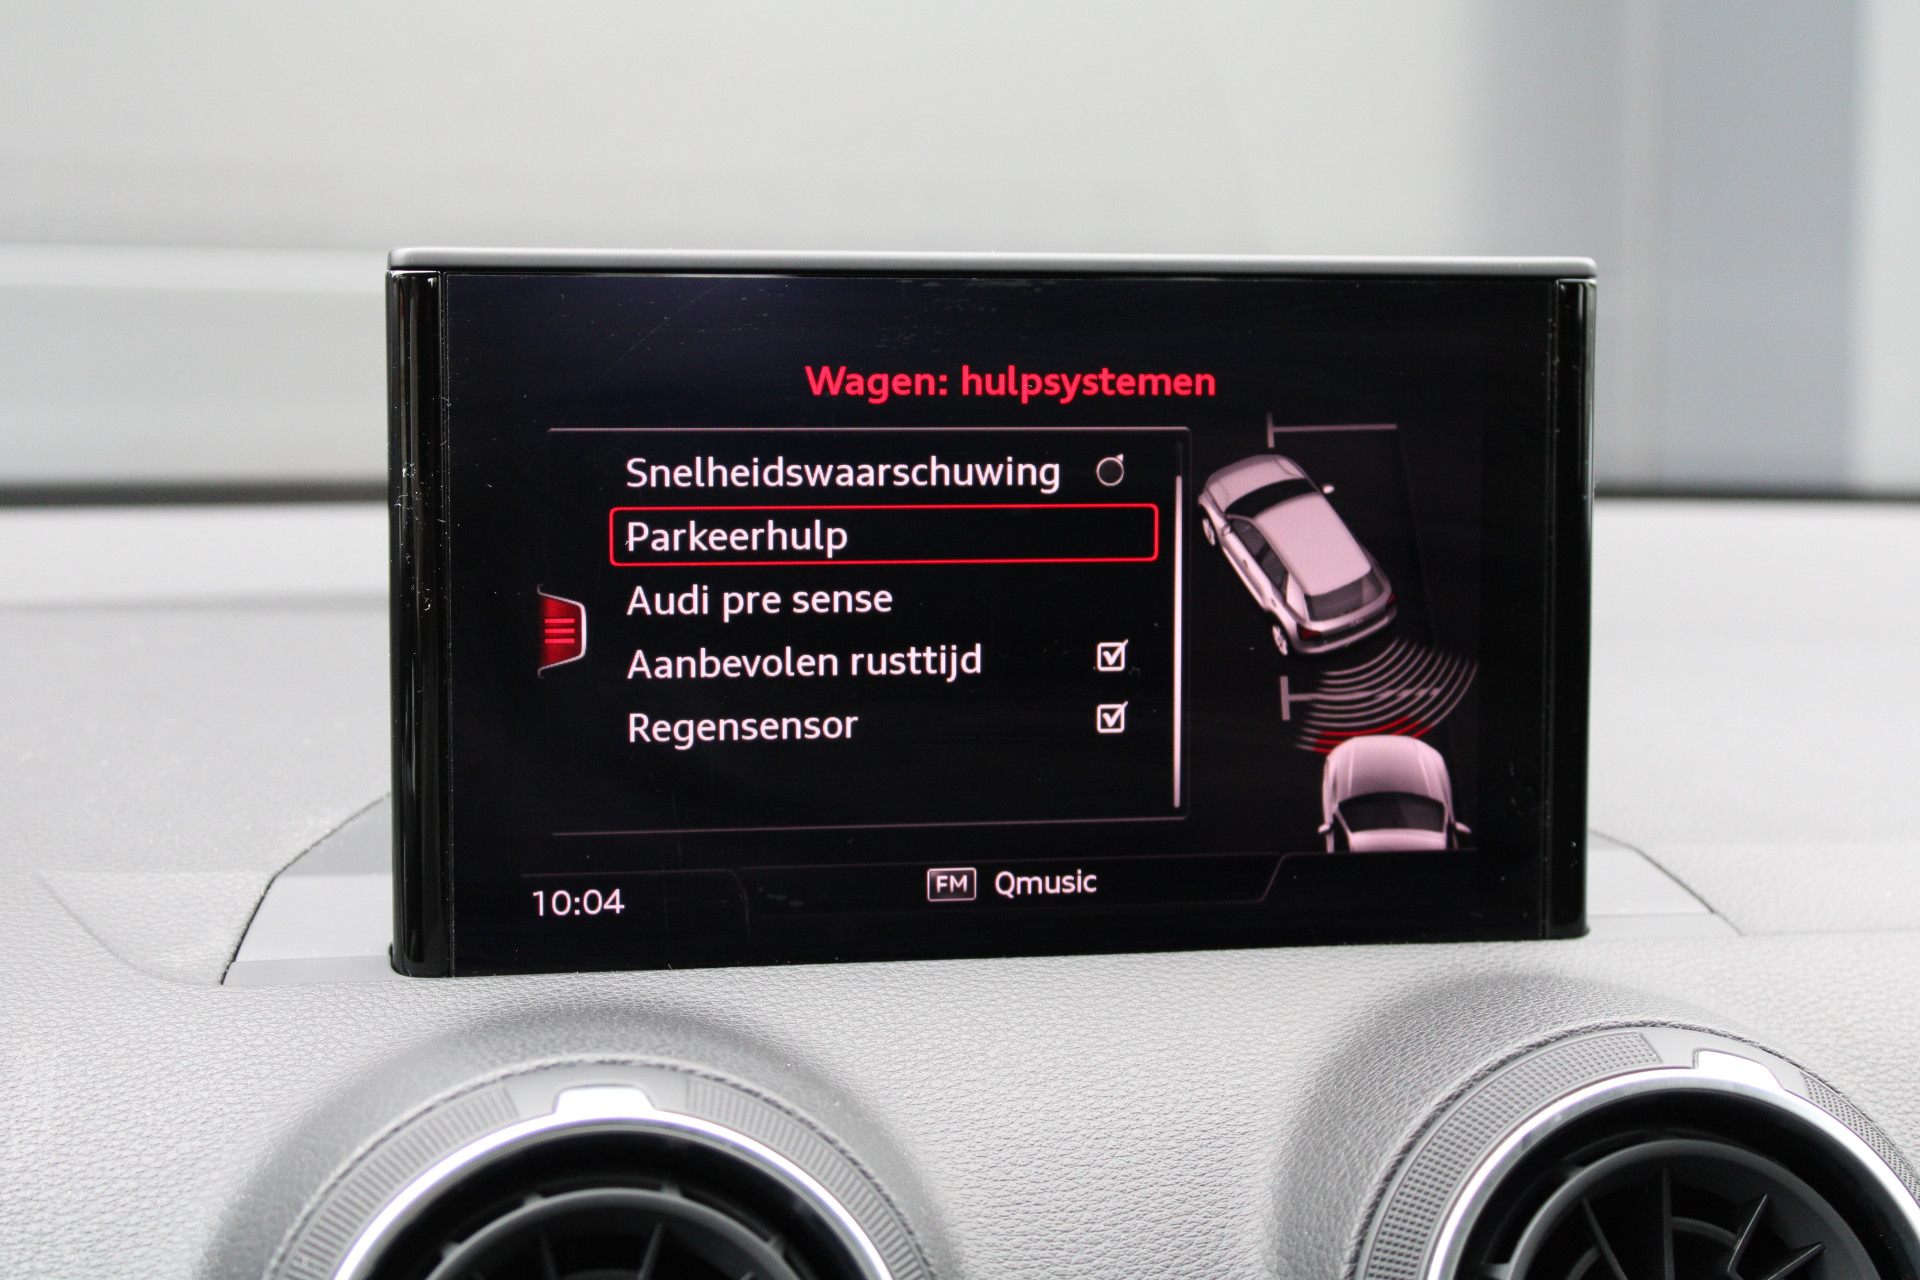 Wagen: hulpsystemen
Snelheidswaarschuwing
Parkeerhulp
Audi pre sense
Aanbevolen rusttijd
Regensensor
10:04
FM Qmusic